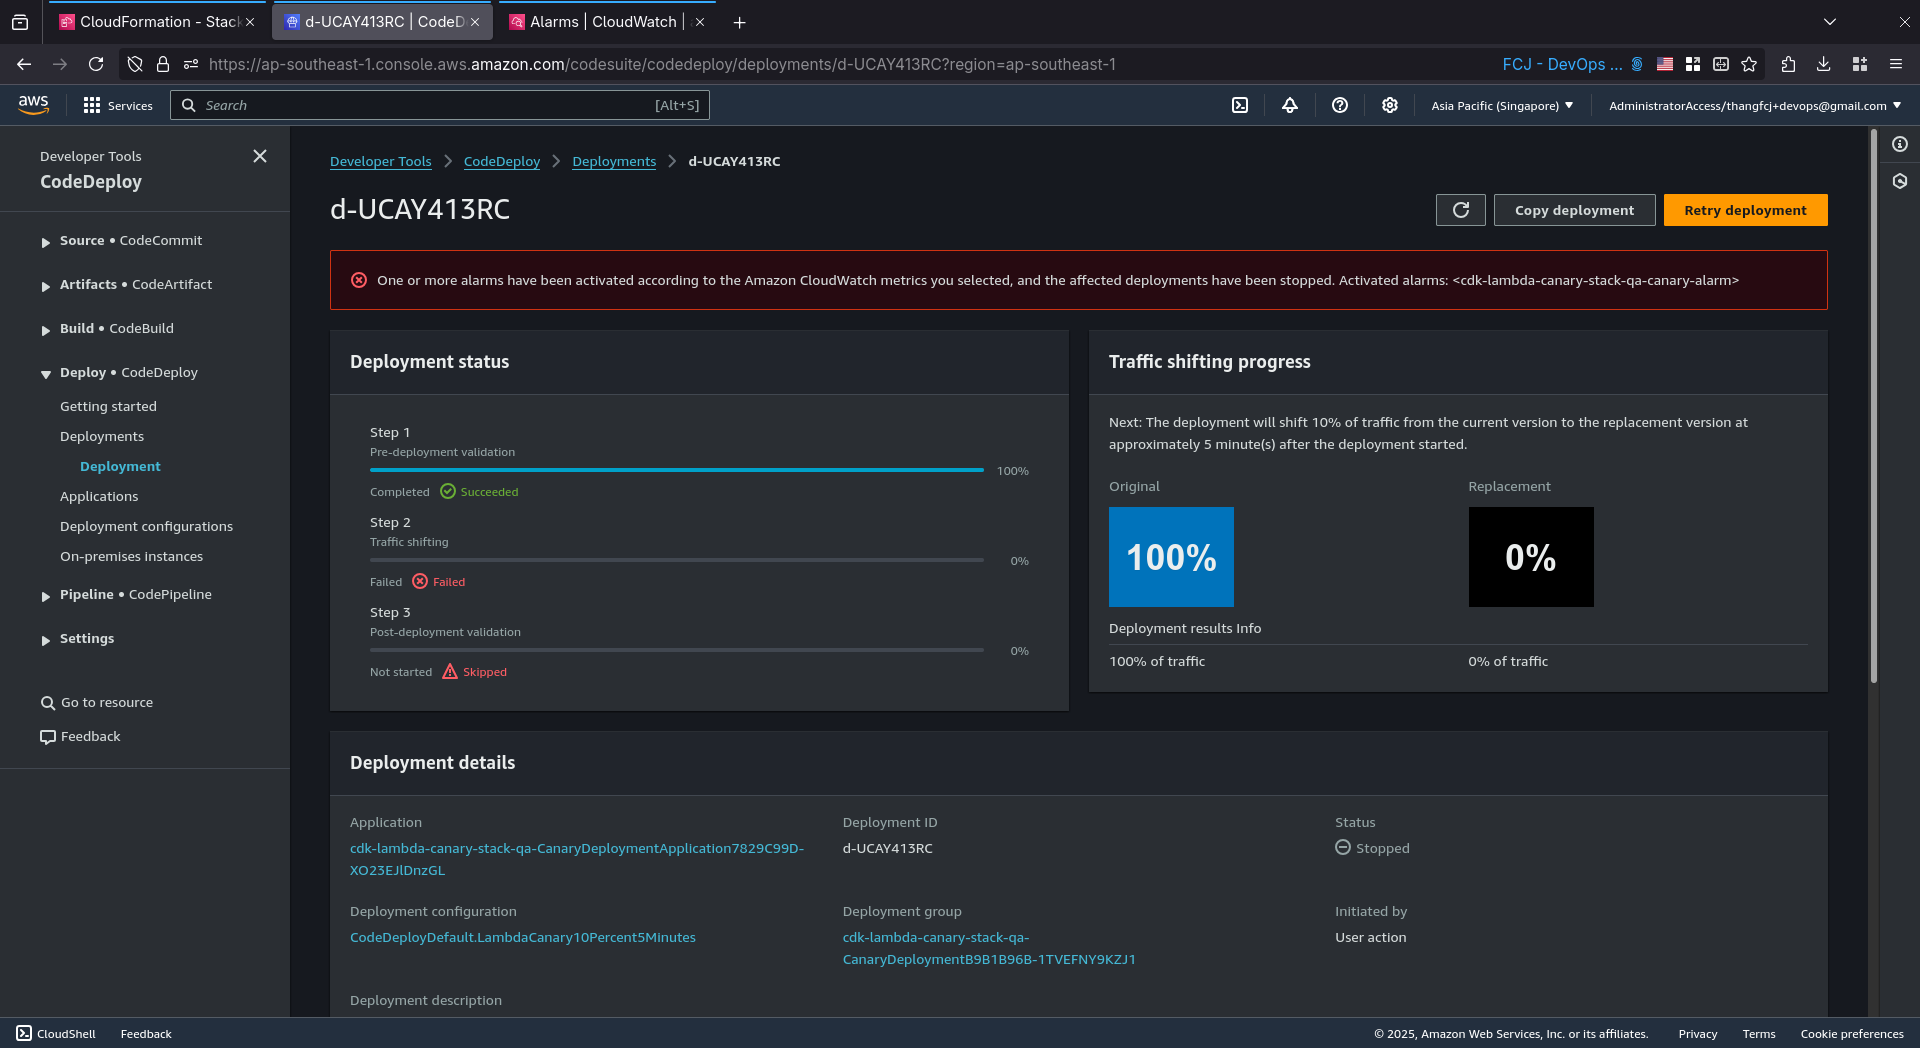 CloudFormation - Stack
d-UCAY413RC | CodeD
Alarms | CloudWatch |
https://ap-southeast-1.console.aws.amazon.com/codesuite/codedeploy/deployments/d-UCAY413RC?region=ap-southeast-1
FCJ - DevOps ...
aws
Services
Search
[Alt+S]
Asia Pacific (Singapore)
AdministratorAccess/thangfcj+devops@gmail.com
Developer Tools
CodeDeploy
Source • CodeCommit
Artifacts • CodeArtifact
Build • CodeBuild
Deploy • CodeDeploy
Getting started
Deployments
Deployment
Applications
Deployment configurations
On-premises instances
Pipeline • CodePipeline
Settings
Go to resource
Feedback
Developer Tools
CodeDeploy
Deployments
d-UCAY413RC
d-UCAY413RC
Copy deployment
Retry deployment
One or more alarms have been activated according to the Amazon CloudWatch metrics you selected, and the affected deployments have been stopped. Activated alarms: <cdk-lambda-canary-stack-qa-canary-alarm>
Deployment status
Step 1
Pre-deployment validation
100%
Completed
Succeeded
Step 2
Traffic shifting
0%
Failed
Failed
Step 3
Post-deployment validation
0%
Not started
Skipped
Traffic shifting progress
Next: The deployment will shift 10% of traffic from the current version to the replacement version at
approximately 5 minute(s) after the deployment started.
Original
Replacement
100%
0%
Deployment results Info
100% of traffic
0% of traffic
Deployment details
Application
cdk-lambda-canary-stack-qa-CanaryDeploymentApplication7829C99D-
XO23EJlDnzGL
Deployment ID
d-UCAY413RC
Status
Stopped
Deployment configuration
CodeDeployDefault.LambdaCanary10Percent5Minutes
Deployment group
cdk-lambda-canary-stack-qa-
CanaryDeploymentB9B1B96B-1TVEFNY9KZJ1
Initiated by
User action
Deployment description
CloudShell
Feedback
© 2025, Amazon Web Services, Inc. or its affiliates.
Privacy
Terms
Cookie preferences